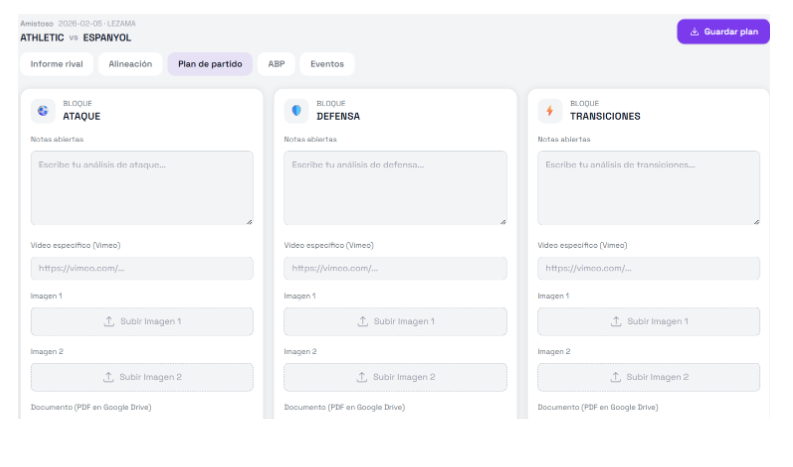 Amistoso 2026-02-05 · LEZAMA
ATHLETIC vs ESPANYOL
Guardar plan
Informe rival
Alineación
Plan de partido
ABP
Eventos
BLOQUE
ATAQUE
Notas abiertas
Escribe tu análisis de ataque...
Video específico (Vimeo)
https://vimeo.com/...
Imagen 1
Subir Imagen 1
Imagen 2
Subir Imagen 2
Documento (PDF en Google Drive)
BLOQUE
DEFENSA
Notas abiertas
Escribe tu análisis de defensa...
Video específico (Vimeo)
https://vimeo.com/...
Imagen 1
Subir Imagen 1
Imagen 2
Subir Imagen 2
Documento (PDF en Google Drive)
BLOQUE
TRANSICIONES
Notas abiertas
Escribe tu análisis de transiciones...
Video específico (Vimeo)
https://vimeo.com/...
Imagen 1
Subir Imagen 1
Imagen 2
Subir Imagen 2
Documento (PDF en Google Drive)